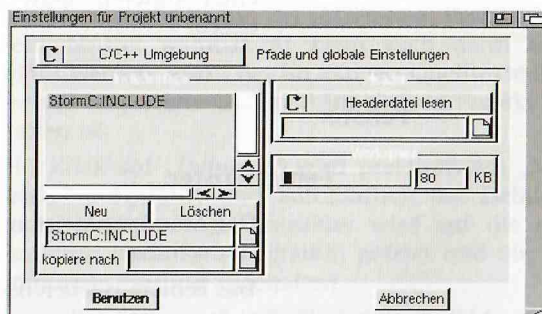 Einstellungen für Projekt unbenannt
C/C++ Umgebung
Pfade und globale Einstellungen
StormC:INCLUDE
Headerdatei lesen
80 KB
Neu
Löschen
StormC:INCLUDE
kopiere nach
Benutzen
Abbrechen